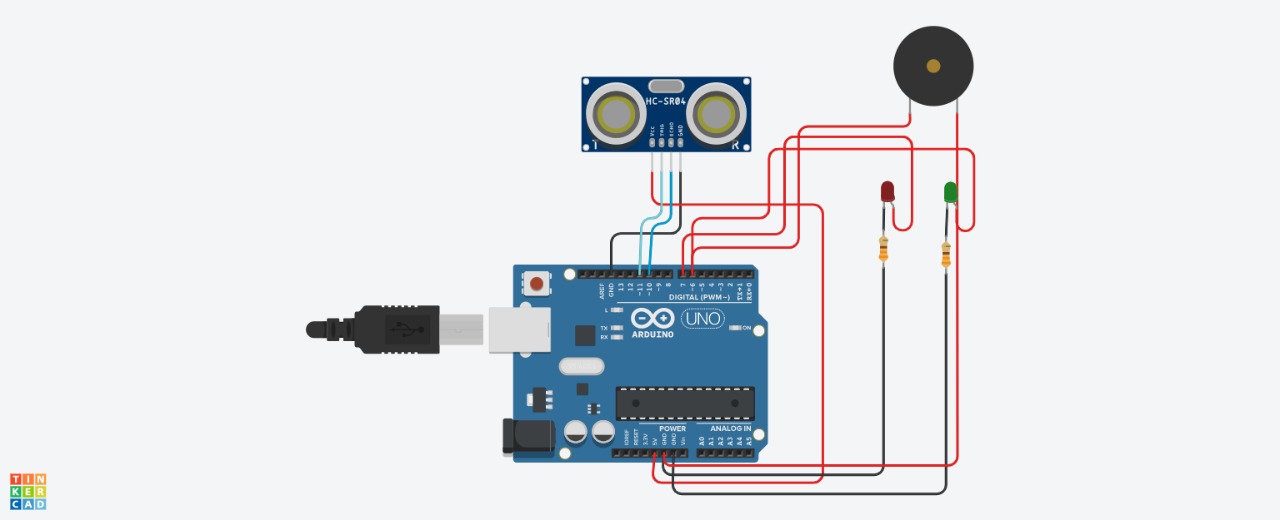 HC-SR04
Vcc
TRIG
ECHO
GND
T
R
AREF
GND
13
12
~11
~10
~9
8
7
~6
~5
4
~3
2
TX→1
RX←0
DIGITAL (PWM~)
L
TX
RX
ARDUINO
UNO
ON
POWER
ANALOG IN
IOREF
RESET
3.3V
5V
GND
GND
Vin
A0
A1
A2
A3
A4
A5
TIN
KER
CAD